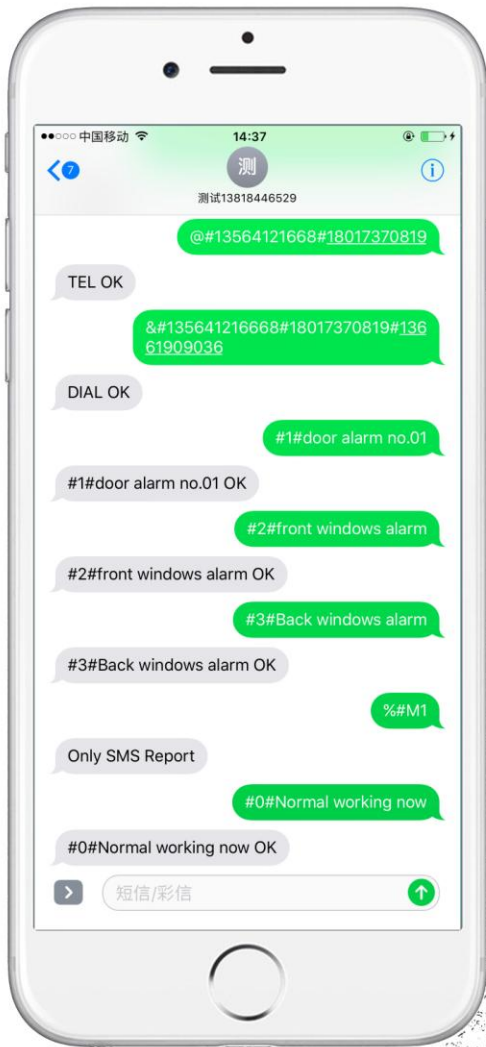 中国移动 14:37
7
测
测试13818446529
@#13564121668#18017370819
TEL OK
&#135641216668#18017370819#136
61909036
DIAL OK
#1#door alarm no.01
#1#door alarm no.01 OK
#2#front windows alarm
#2#front windows alarm OK
#3#Back windows alarm
#3#Back windows alarm OK
%#M1
Only SMS Report
#0#Normal working now
#0#Normal working now OK
短信/彩信